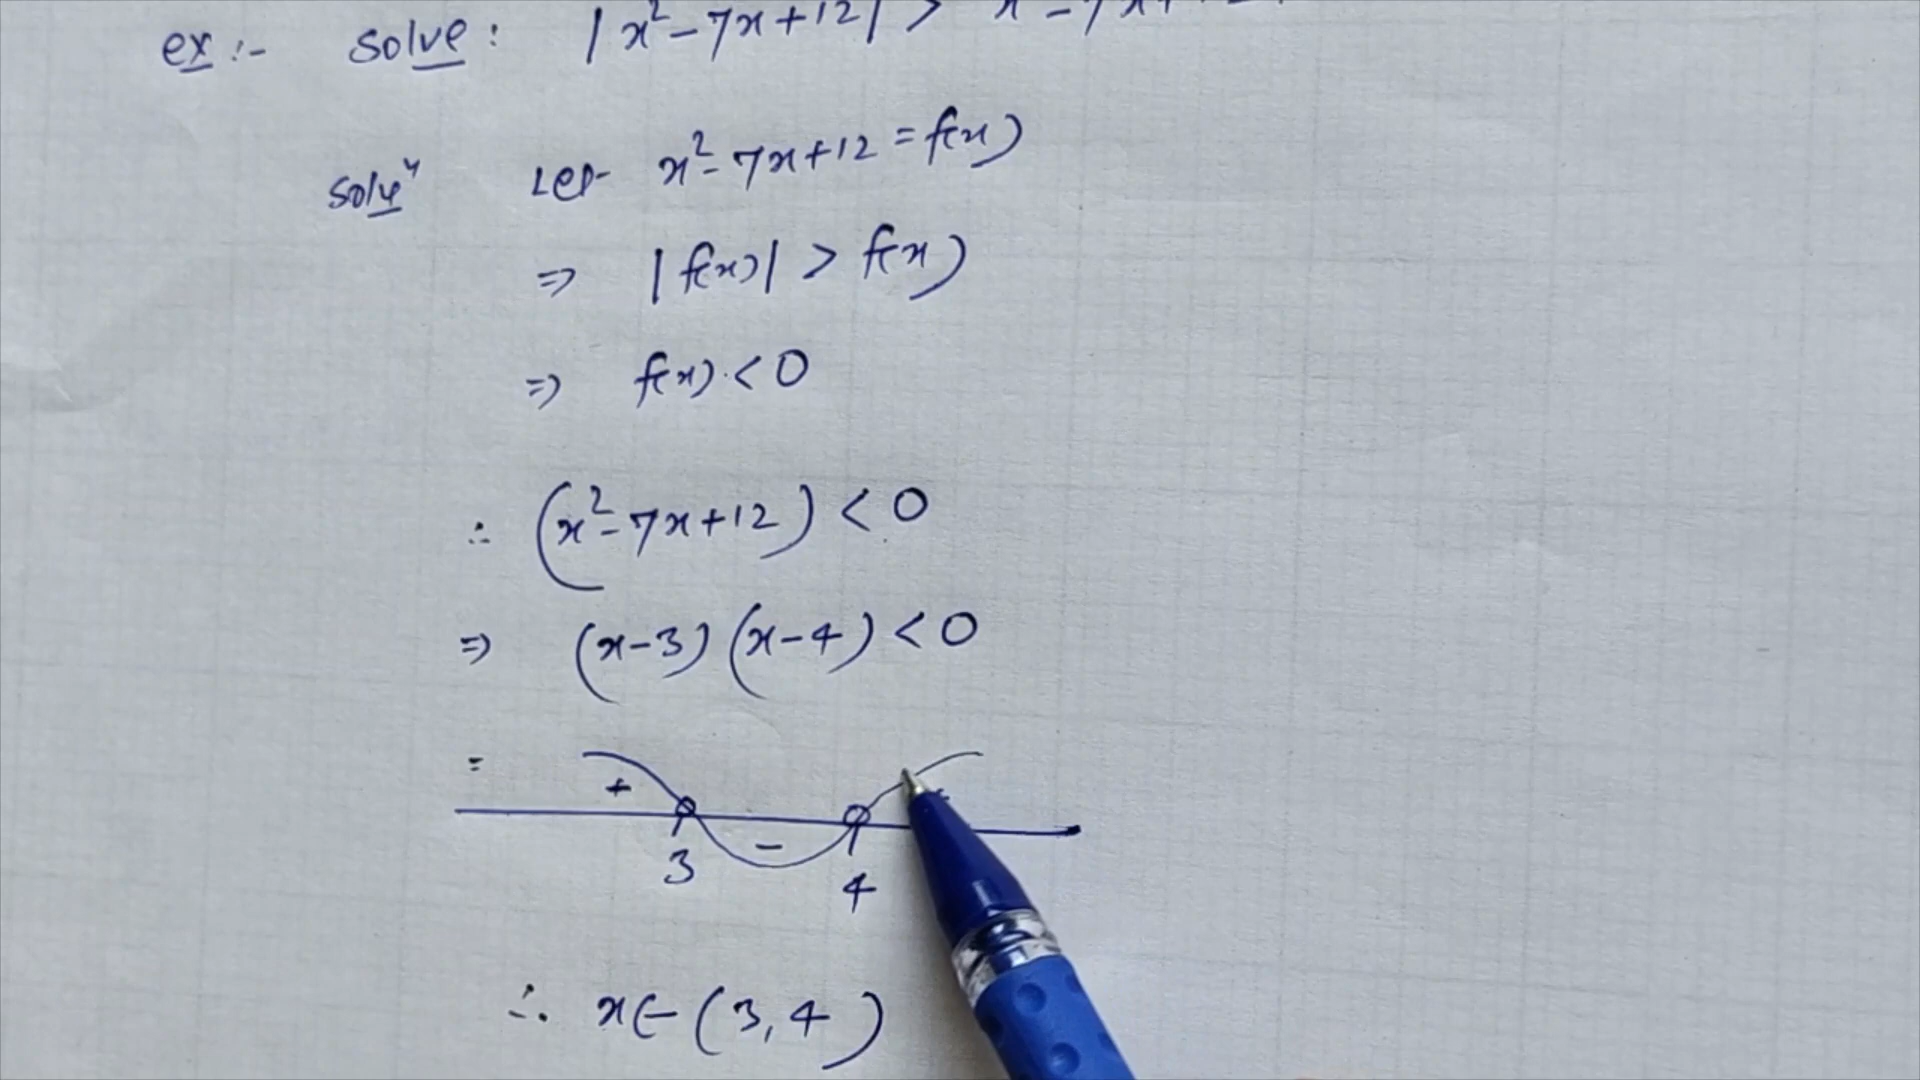 ex :- solve : |x²-7x+12| > x-7x+
Solⁿ Let x²-7x+12 = f(x)
⇒ |f(x)| > f(x)
⇒ f(x) < 0
∴ (x²-7x+12) < 0
⇒ (x-3)(x-4) < 0
=
+ - +
3 4
∴ x ∈ (3,4)